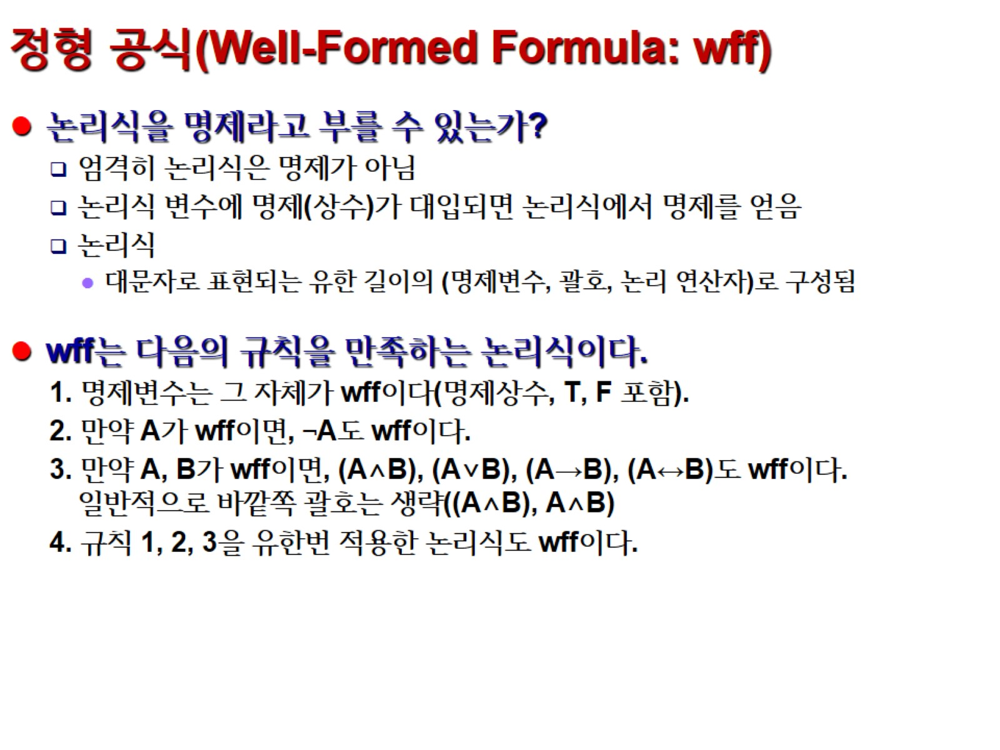 정형 공식(Well-Formed Formula: wff)
● 논리식을 명제라고 부를 수 있는가?
❑ 엄격히 논리식은 명제가 아님
❑ 논리식 변수에 명제(상수)가 대입되면 논리식에서 명제를 얻음
❑ 논리식
● 대문자로 표현되는 유한 길이의 (명제변수, 괄호, 논리 연산자)로 구성됨
● wff는 다음의 규칙을 만족하는 논리식이다.
1. 명제변수는 그 자체가 wff이다(명제상수, T, F 포함).
2. 만약 A가 wff이면, ¬A도 wff이다.
3. 만약 A, B가 wff이면, (A∧B), (A∨B), (A→B), (A↔B)도 wff이다.
일반적으로 바깥쪽 괄호는 생략((A∧B), A∧B)
4. 규칙 1, 2, 3을 유한번 적용한 논리식도 wff이다.